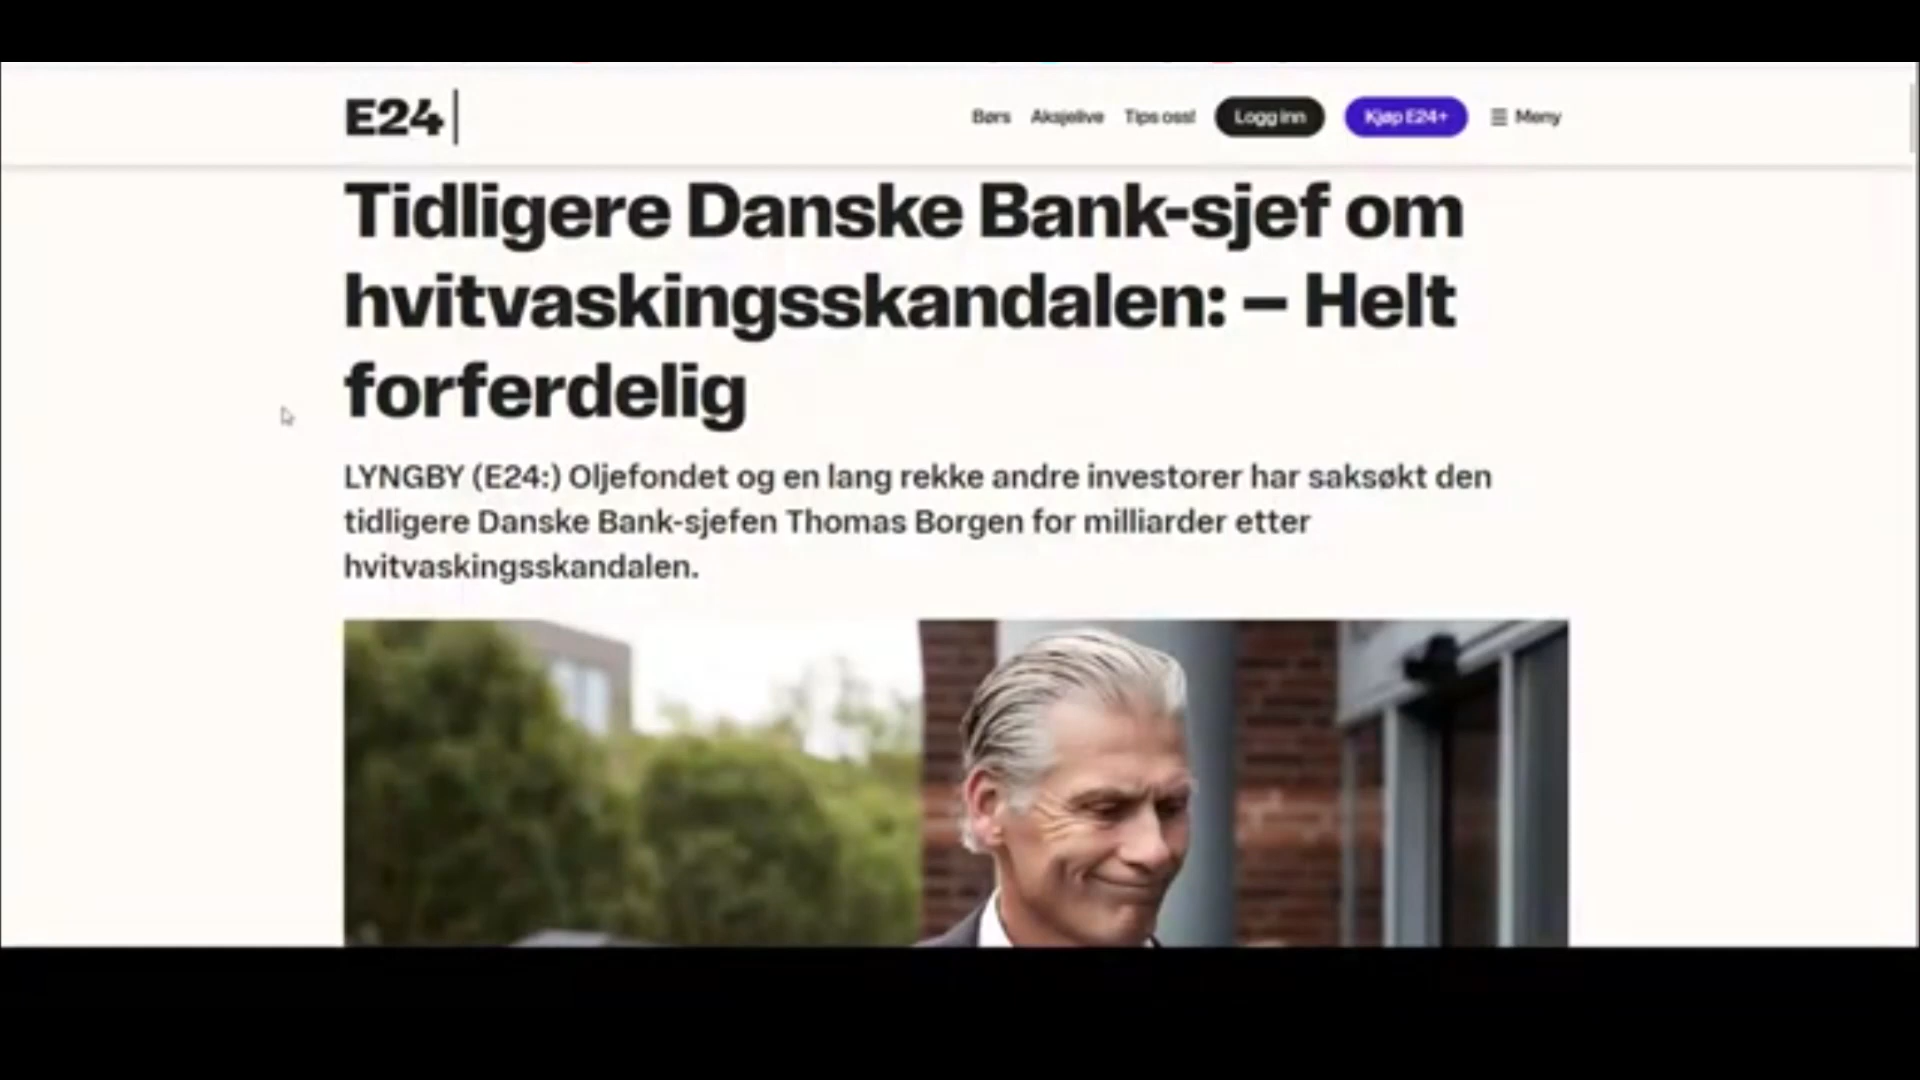 E24
Børs Aksjelive Tips oss! Logg inn Kjøp E24+ Meny
Tidligere Danske Bank-sjef om
hvitvaskingsskandalen: – Helt
forferdelig
LYNGBY (E24:) Oljefondet og en lang rekke andre investorer har saksøkt den
tidligere Danske Bank-sjefen Thomas Borgen for milliarder etter
hvitvaskingsskandalen.